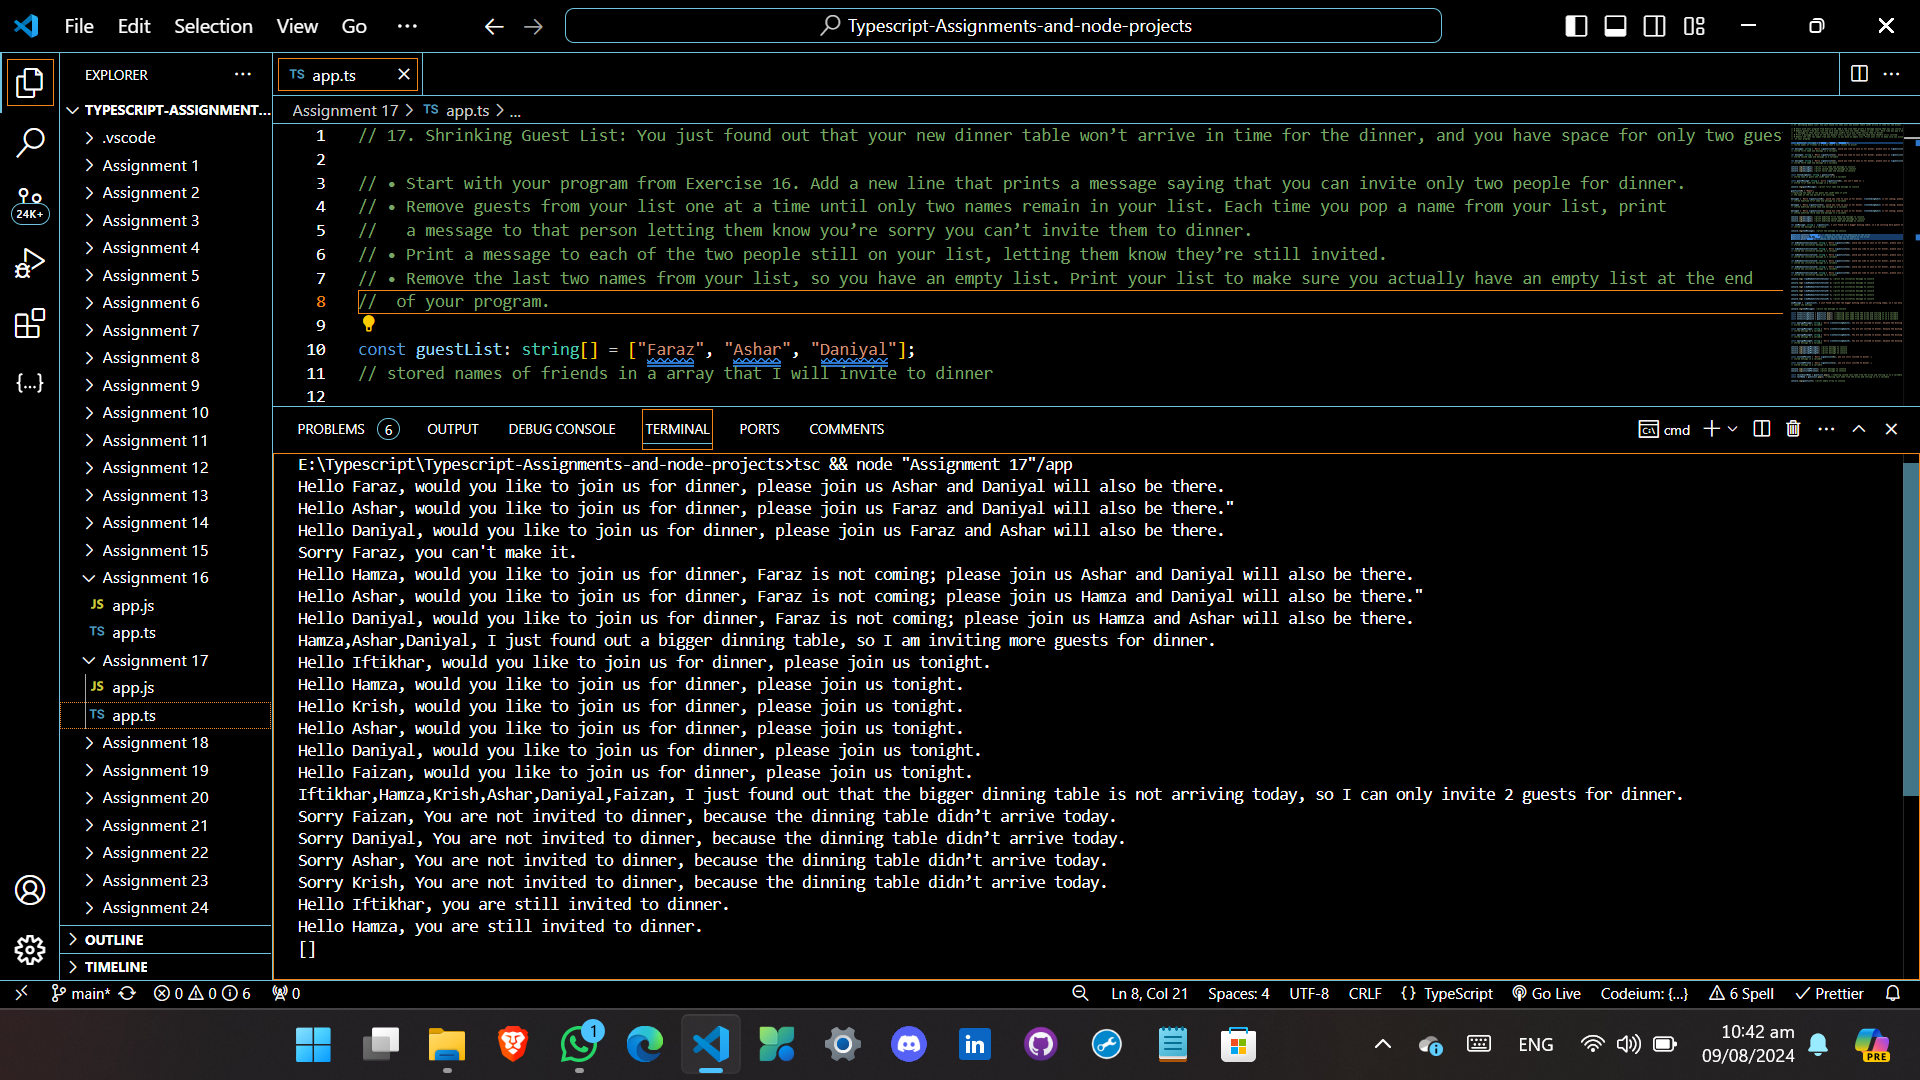 File Edit Selection View Go ··· Typescript-Assignments-and-node-projects
EXPLORER ···
TYPESCRIPT-ASSIGNMENT...
.vscode
Assignment 1
Assignment 2
Assignment 3
Assignment 4
Assignment 5
Assignment 6
Assignment 7
Assignment 8
Assignment 9
Assignment 10
Assignment 11
Assignment 12
Assignment 13
Assignment 14
Assignment 15
Assignment 16
JS app.js
TS app.ts
Assignment 17
JS app.js
TS app.ts
Assignment 18
Assignment 19
Assignment 20
Assignment 21
Assignment 22
Assignment 23
Assignment 24
OUTLINE
TIMELINE
24K+
TS app.ts
Assignment 17 > TS app.ts > ...
1 // 17. Shrinking Guest List: You just found out that your new dinner table won’t arrive in time for the dinner, and you have space for only two gues
2
3 // • Start with your program from Exercise 16. Add a new line that prints a message saying that you can invite only two people for dinner.
4 // • Remove guests from your list one at a time until only two names remain in your list. Each time you pop a name from your list, print
5 // a message to that person letting them know you’re sorry you can’t invite them to dinner.
6 // • Print a message to each of the two people still on your list, letting them know they’re still invited.
7 // • Remove the last two names from your list, so you have an empty list. Print your list to make sure you actually have an empty list at the end
8 // of your program.
9
10 const guestList: string[] = ["Faraz", "Ashar", "Daniyal"];
11 // stored names of friends in a array that I will invite to dinner
12
PROBLEMS 6 OUTPUT DEBUG CONSOLE TERMINAL PORTS COMMENTS cmd
E:\Typescript\Typescript-Assignments-and-node-projects>tsc && node "Assignment 17"/app
Hello Faraz, would you like to join us for dinner, please join us Ashar and Daniyal will also be there.
Hello Ashar, would you like to join us for dinner, please join us Faraz and Daniyal will also be there."
Hello Daniyal, would you like to join us for dinner, please join us Faraz and Ashar will also be there.
Sorry Faraz, you can't make it.
Hello Hamza, would you like to join us for dinner, Faraz is not coming; please join us Ashar and Daniyal will also be there.
Hello Ashar, would you like to join us for dinner, Faraz is not coming; please join us Hamza and Daniyal will also be there."
Hello Daniyal, would you like to join us for dinner, Faraz is not coming; please join us Hamza and Ashar will also be there.
Hamza,Ashar,Daniyal, I just found out a bigger dinning table, so I am inviting more guests for dinner.
Hello Iftikhar, would you like to join us for dinner, please join us tonight.
Hello Hamza, would you like to join us for dinner, please join us tonight.
Hello Krish, would you like to join us for dinner, please join us tonight.
Hello Ashar, would you like to join us for dinner, please join us tonight.
Hello Daniyal, would you like to join us for dinner, please join us tonight.
Hello Faizan, would you like to join us for dinner, please join us tonight.
Iftikhar,Hamza,Krish,Ashar,Daniyal,Faizan, I just found out that the bigger dinning table is not arriving today, so I can only invite 2 guests for dinner.
Sorry Faizan, You are not invited to dinner, because the dinning table didn’t arrive today.
Sorry Daniyal, You are not invited to dinner, because the dinning table didn’t arrive today.
Sorry Ashar, You are not invited to dinner, because the dinning table didn’t arrive today.
Sorry Krish, You are not invited to dinner, because the dinning table didn’t arrive today.
Hello Iftikhar, you are still invited to dinner.
Hello Hamza, you are still invited to dinner.
[]
main* 0 0 6 0 Ln 8, Col 21 Spaces: 4 UTF-8 CRLF {} TypeScript Go Live Codeium: {...} 6 Spell Prettier
1 in ENG 10:42 am
09/08/2024
PRE